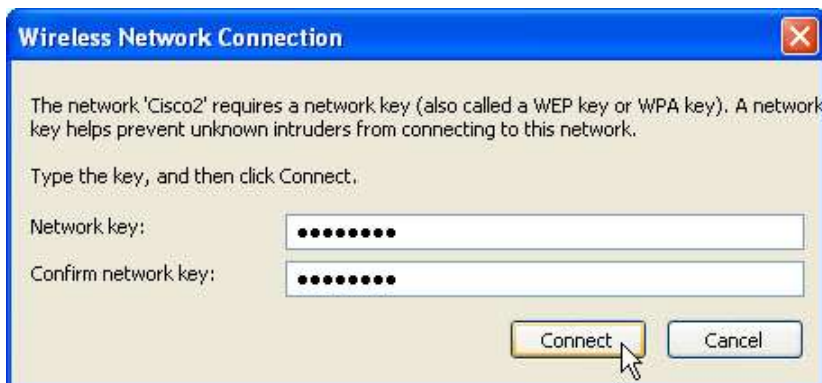 Wireless Network Connection
The network 'Cisco2' requires a network key (also called a WEP key or WPA key). A network
key helps prevent unknown intruders from connecting to this network.
Type the key, and then click Connect.
Network key: ••••••••
Confirm network key: ••••••••
Connect Cancel